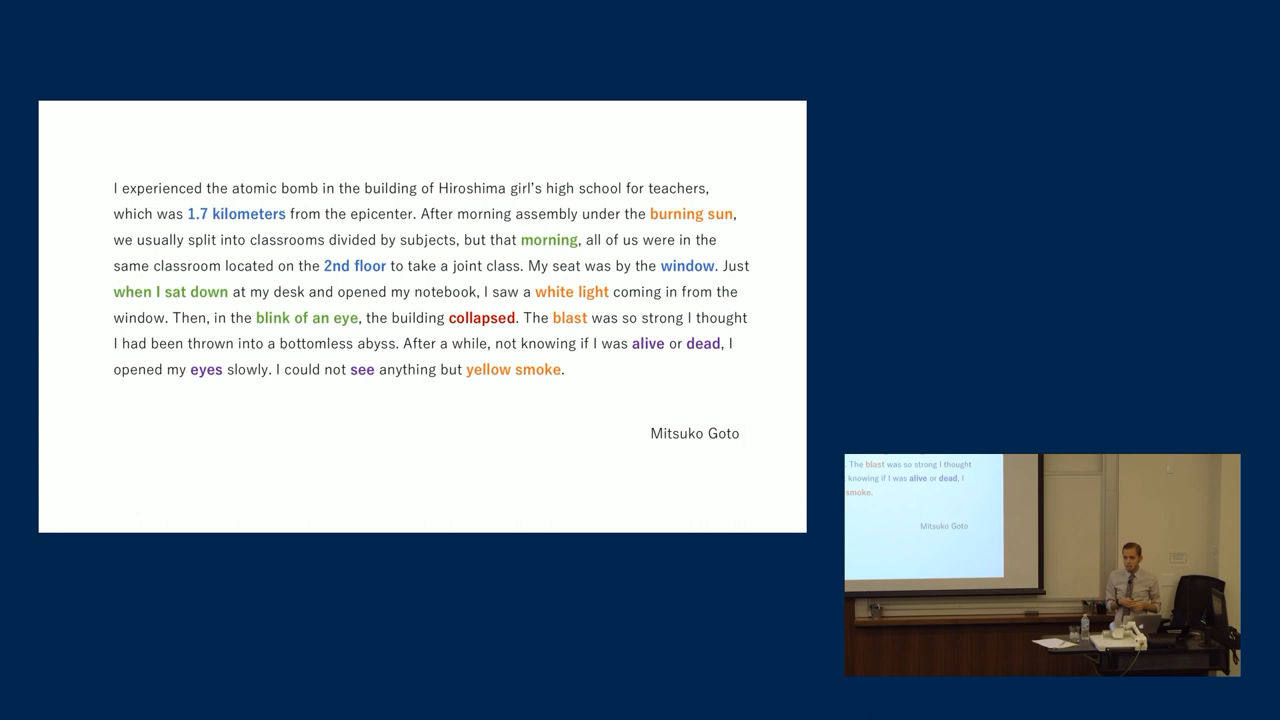 I experienced the atomic bomb in the building of Hiroshima girl's high school for teachers,
which was 1.7 kilometers from the epicenter. After morning assembly under the burning sun,
we usually split into classrooms divided by subjects, but that morning, all of us were in the
same classroom located on the 2nd floor to take a joint class. My seat was by the window. Just
when I sat down at my desk and opened my notebook, I saw a white light coming in from the
window. Then, in the blink of an eye, the building collapsed. The blast was so strong I thought
I had been thrown into a bottomless abyss. After a while, not knowing if I was alive or dead, I
opened my eyes slowly. I could not see anything but yellow smoke.
Mitsuko Goto
. The blast was so strong I thought
knowing if I was alive or dead, I
smoke.
Mitsuko Goto